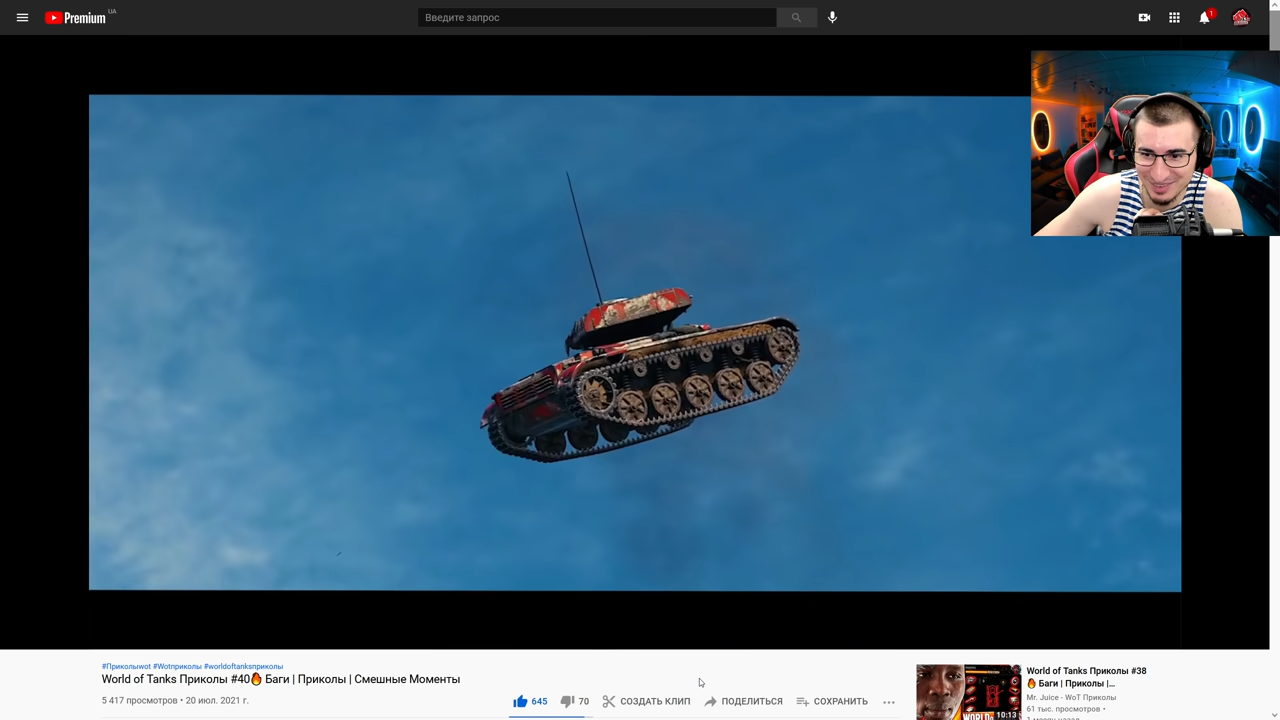 Premium UA
Введите запрос
1
#Приколыwot #Wotприколы #worldoftanksприколы
World of Tanks Приколы #40🔥 Баги | Приколы | Смешные Моменты
5 417 просмотров • 20 июл. 2021 г.
645
70
СОЗДАТЬ КЛИП
ПОДЕЛИТЬСЯ
СОХРАНИТЬ
World of Tanks Приколы #38
🔥 Баги | Приколы |...
Mr. Juice - WoT Приколы
61 тыс. просмотров •
10:13
WORLD